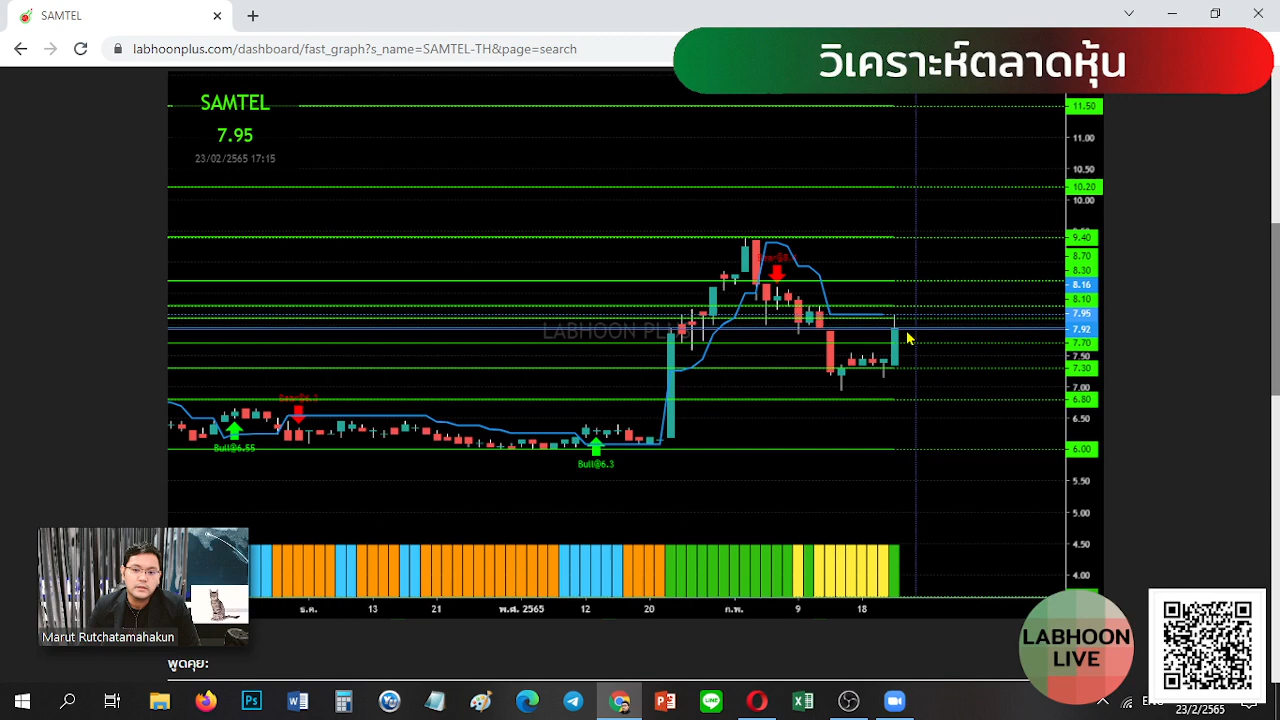 SAMTEL
labhoonplus.com/dashboard/fast_graph?s_name=SAMTEL-TH&page=search
วิเคราะห์ตลาดหุ้น
SAMTEL
7.95
23/02/2565 17:15
11.50
11.00
10.50
10.20
10.00
9.40
8.70
8.30
8.16
8.10
7.95
7.92
7.70
7.50
7.30
7.00
6.80
6.50
6.00
5.50
5.00
4.50
4.00
LABHOON PLUS
Bull@6.55
Bull@6.3
ธ.ค.
13
21
พ.ศ. 2565
12
20
ก.พ.
9
18
Marut Rutchatamahakun
LABHOON
LIVE
พูดคุย:
23/2/2565